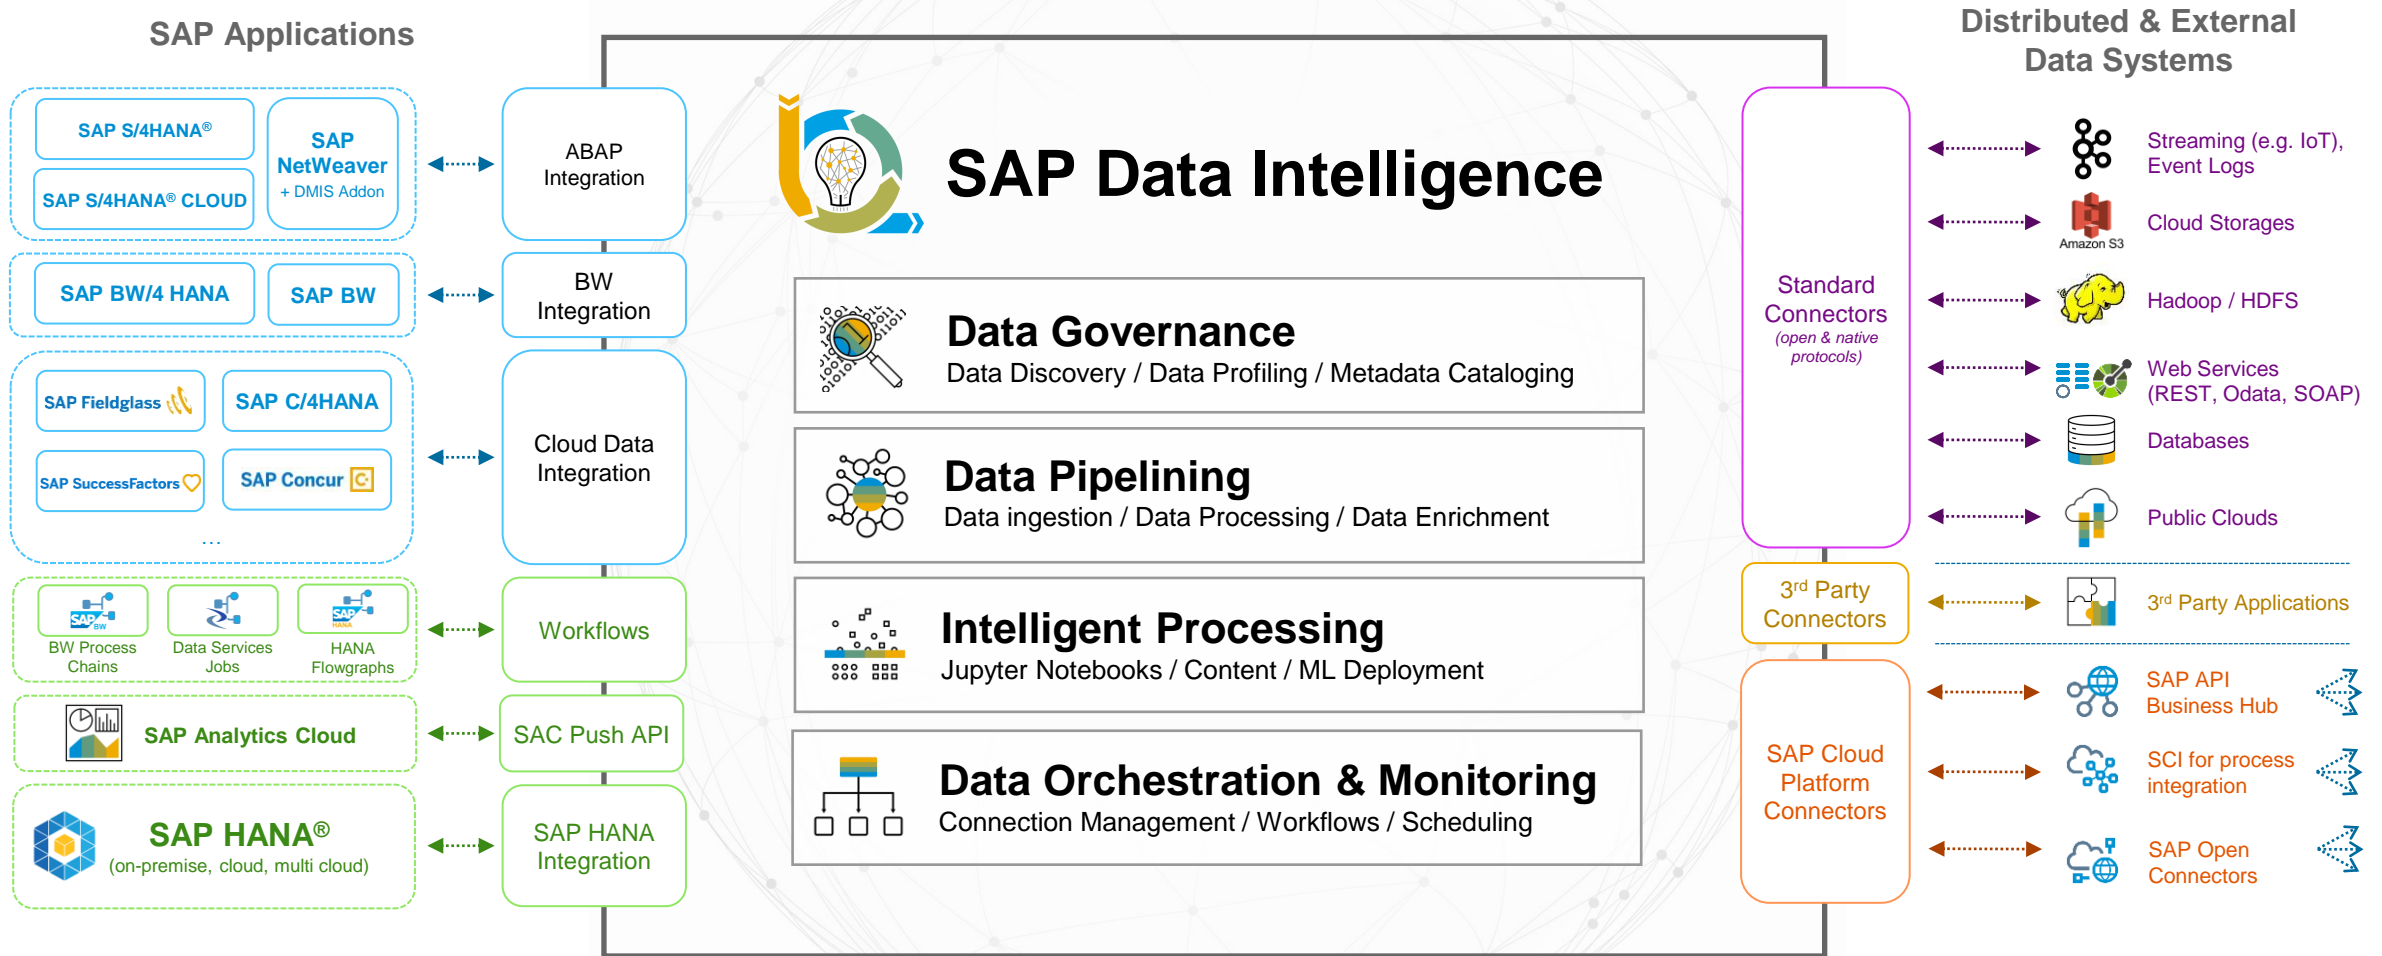 SAP Applications
SAP S/4HANA®
SAP S/4HANA® CLOUD
SAP
NetWeaver
+ DMIS Addon
ABAP
Integration
SAP BW/4 HANA
SAP BW
BW
Integration
SAP Fieldglass
SAP C/4HANA
SAP SuccessFactors
SAP Concur
C
...
Cloud Data
Integration
SAP
BW
BW Process
Chains
Data Services
Jobs
SAP
HANA
HANA
Flowgraphs
Workflows
SAP Analytics Cloud
SAC Push API
SAP HANA®
(on-premise, cloud, multi cloud)
SAP HANA
Integration
SAP Data Intelligence
Data Governance
Data Discovery / Data Profiling / Metadata Cataloging
Data Pipelining
Data ingestion / Data Processing / Data Enrichment
Intelligent Processing
Jupyter Notebooks / Content / ML Deployment
Data Orchestration & Monitoring
Connection Management / Workflows / Scheduling
Distributed & External
Data Systems
Standard
Connectors
(open & native
protocols)
Streaming (e.g. IoT),
Event Logs
Amazon S3
Cloud Storages
Hadoop / HDFS
Web Services
(REST, Odata, SOAP)
Databases
Public Clouds
3rd Party
Connectors
3rd Party Applications
SAP Cloud
Platform
Connectors
SAP API
Business Hub
SCI for process
integration
SAP Open
Connectors